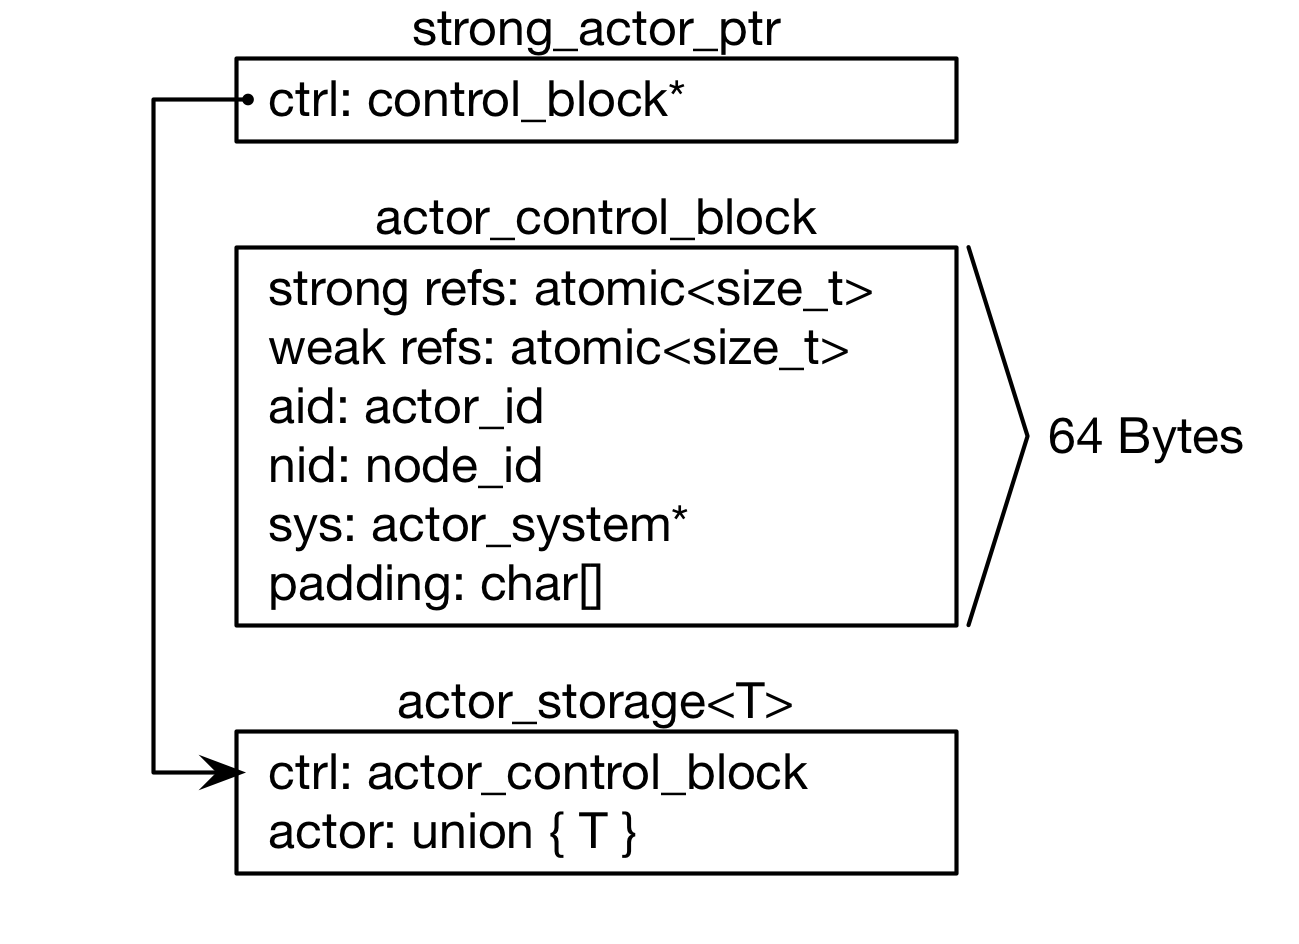 strong_actor_ptr
ctrl: control_block*
actor_control_block
strong refs: atomic<size_t>
weak refs: atomic<size_t>
aid: actor_id
nid: node_id
sys: actor_system*
padding: char[]
64 Bytes
actor_storage<T>
ctrl: actor_control_block
actor: union { T }